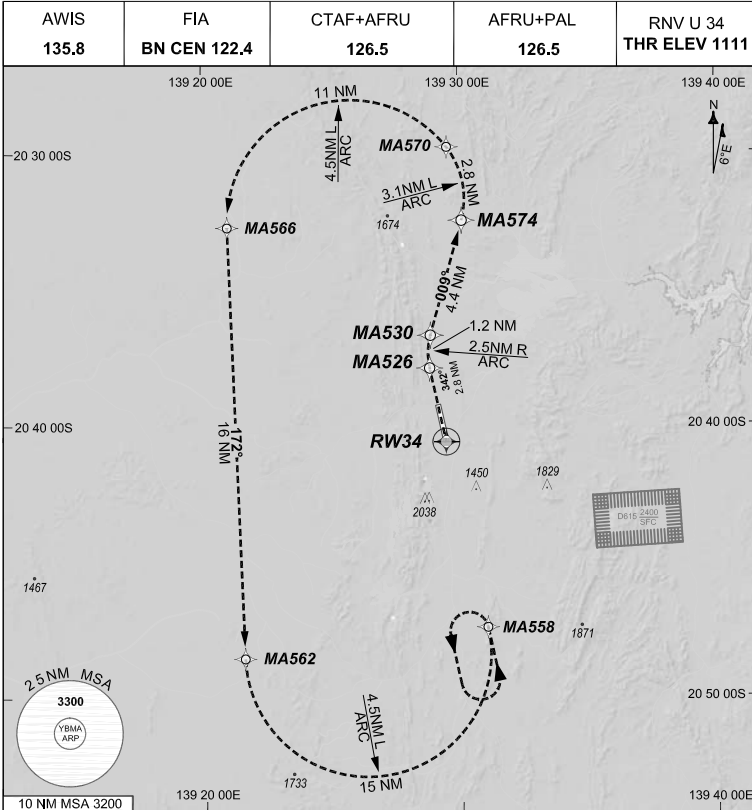 AWIS
135.8
FIA
BN CEN 122.4
CTAF+AFRU
126.5
AFRU+PAL
126.5
RNV U 34
THR ELEV 1111
139 20 00E
139 30 00E
139 40 00E
11 NM
N
6°E
4.5NM L
ARC
MA570
20 30 00S
2.8 NM
3.1NM L
ARC
MA566
1674
MA574
009°
4.4 NM
MA530
1.2 NM
2.5NM R
ARC
MA526
342°
2.8 NM
172°
16 NM
20 40 00S
RW34
20 40 00S
1450
1829
2038
D615 2400
SFC
1467
MA558
1871
MA562
25 NM MSA
3300
YBMA
ARP
10 NM MSA 3200
4.5NM L
ARC
20 50 00S
1733
15 NM
139 20 00E
139 40 00E